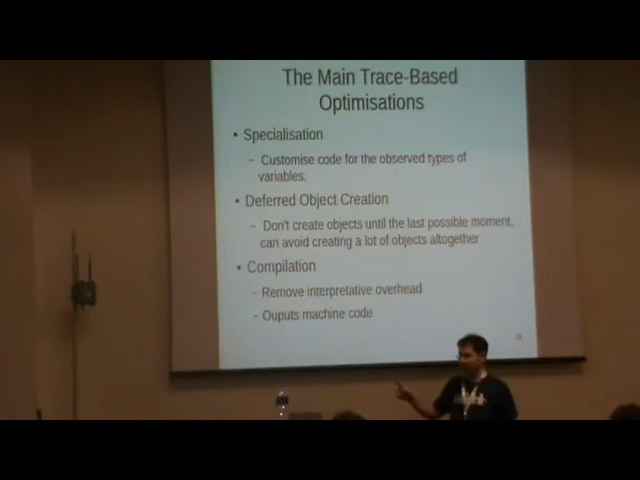 The Main Trace-Based
Optimisations
• Specialisation
– Customise code for the observed types of
variables.
• Deferred Object Creation
– Don't create objects until the last possible moment,
can avoid creating a lot of objects altogether
• Compilation
– Remove interpretative overhead
– Ouputs machine code